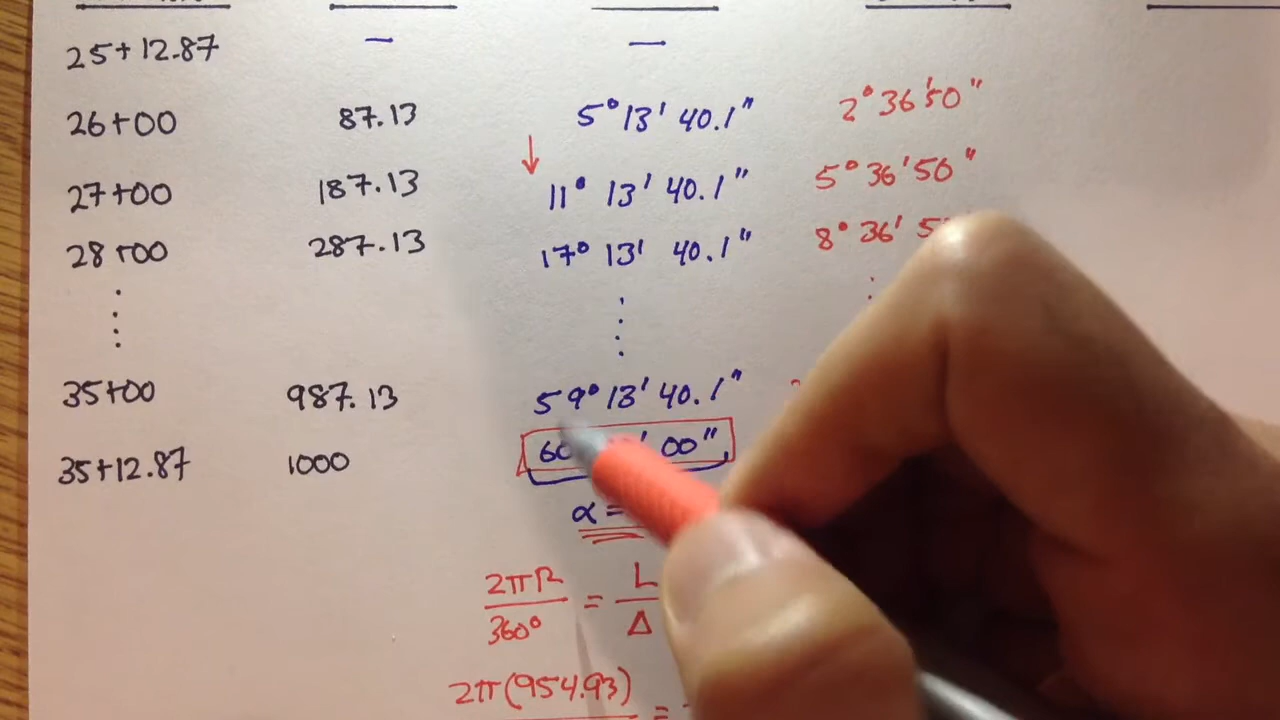 25+12.87 — —
26+00 87.13 5° 13' 40.1" 2° 36' 50"
27+00 187.13 11° 13' 40.1" 5° 36' 50"
28+00 287.13 17° 13' 40.1" 8° 36'
35+00 987.13 59° 13' 40.1"
35+12.87 1000 00"
α =
2πR/360° = L/Δ
2π(954.93) =